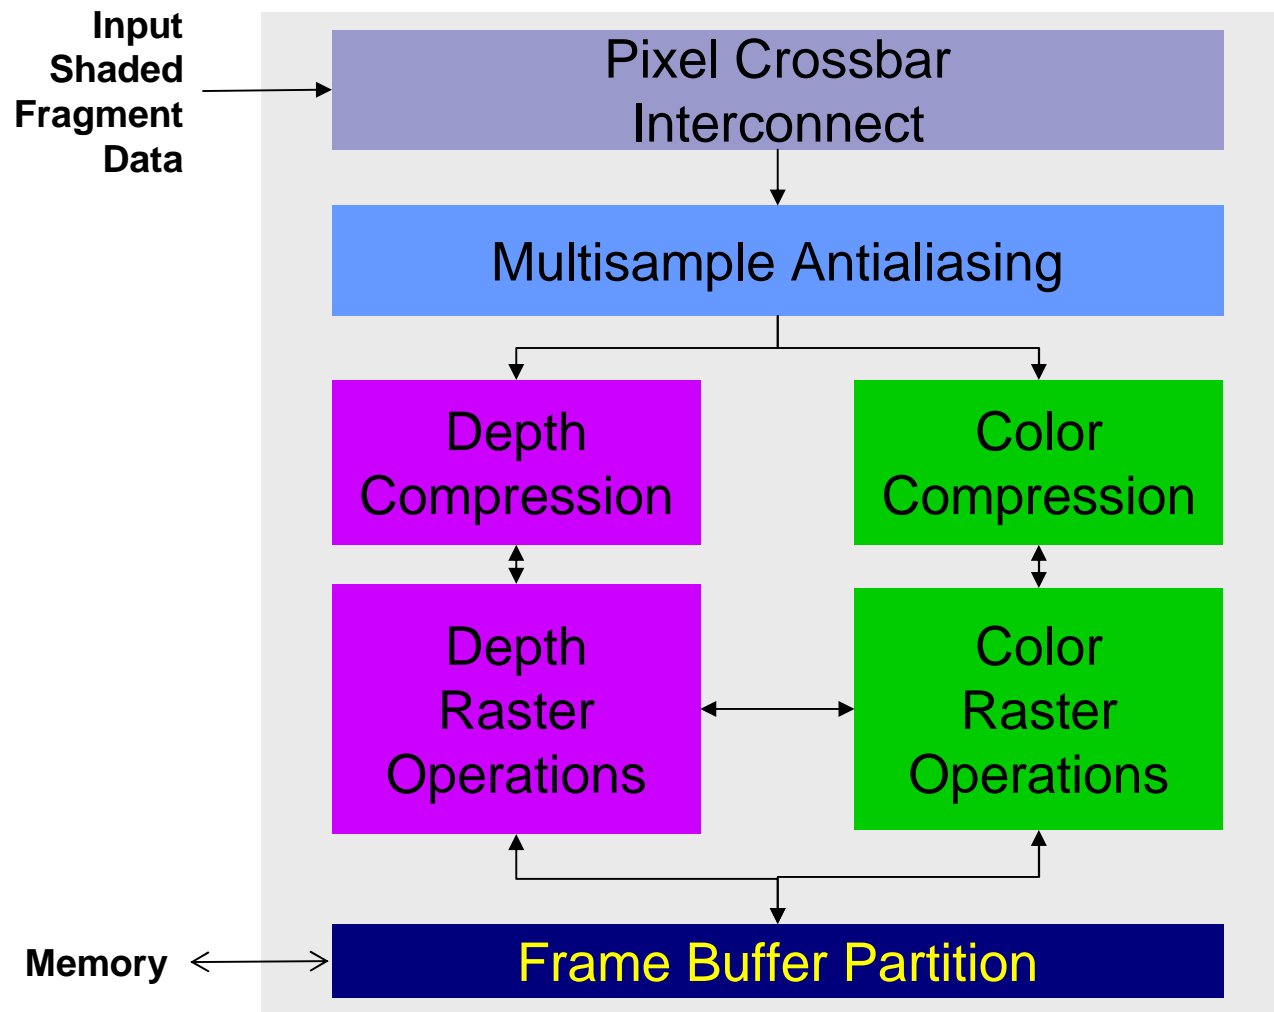 Input
Shaded
Fragment
Data
Pixel Crossbar
Interconnect
Multisample Antialiasing
Depth
Compression
Color
Compression
Depth
Raster
Operations
Color
Raster
Operations
Memory
Frame Buffer Partition